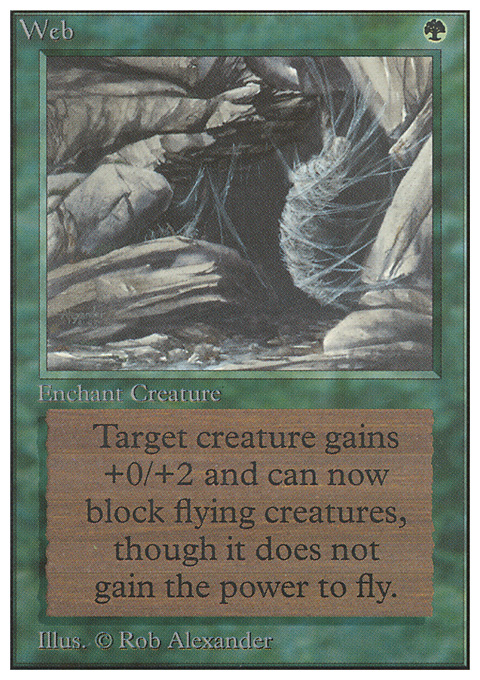 Web
Enchant Creature
Target creature gains
+0/+2 and can now
block flying creatures,
though it does not
gain the power to fly.
Illus. © Rob Alexander